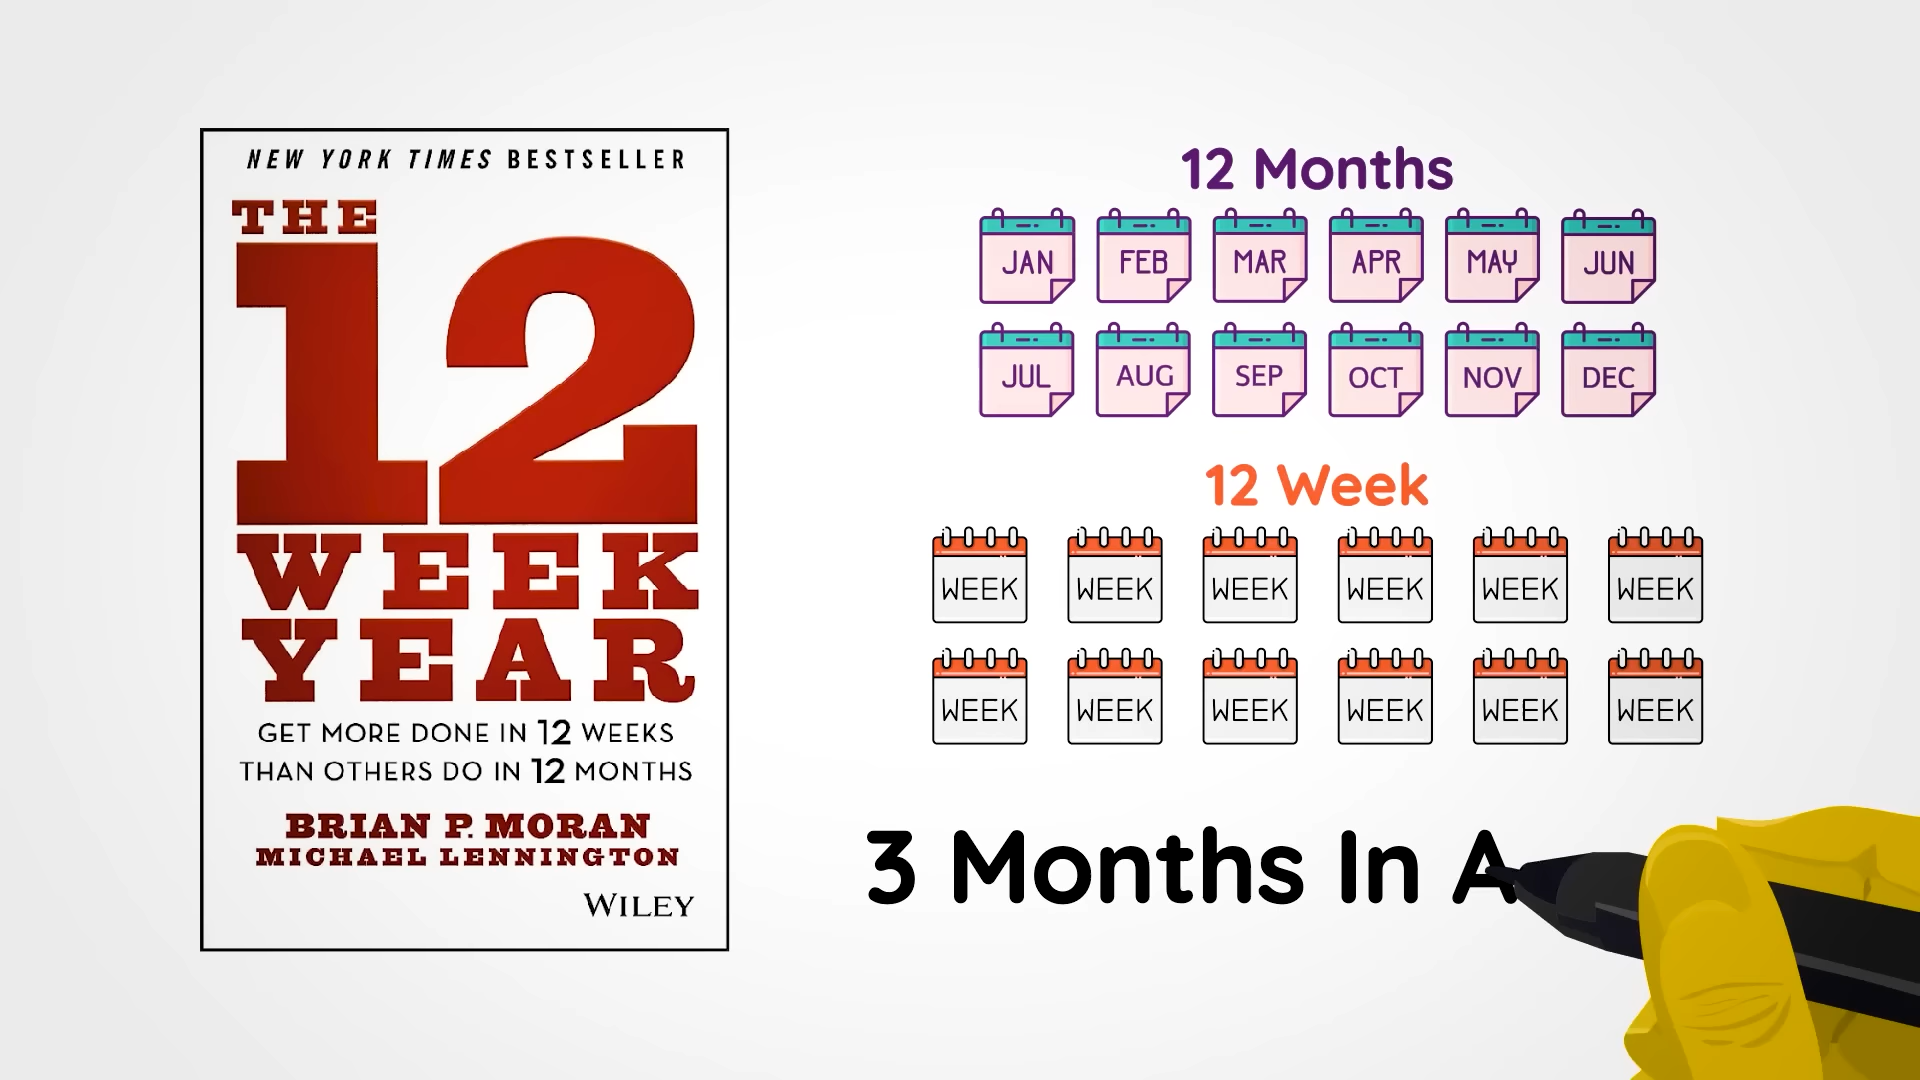 NEW YORK TIMES BESTSELLER
THE
12
WEEK
YEAR
GET MORE DONE IN 12 WEEKS
THAN OTHERS DO IN 12 MONTHS
BRIAN P. MORAN
MICHAEL LENNINGTON
WILEY
12 Months
JAN FEB MAR APR MAY JUN
JUL AUG SEP OCT NOV DEC
12 Week
WEEK WEEK WEEK WEEK WEEK WEEK
WEEK WEEK WEEK WEEK WEEK WEEK
3 Months In A